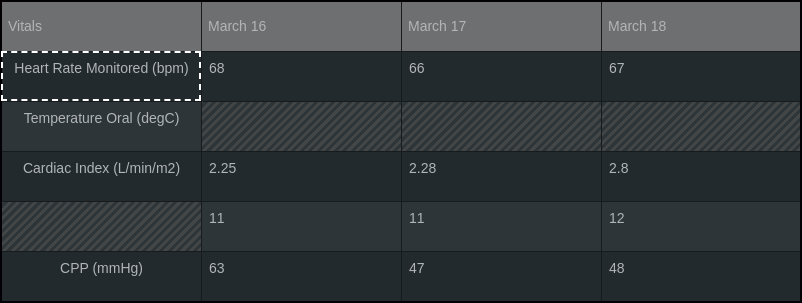 Vitals March 16 March 17 March 18
Heart Rate Monitored (bpm) 68 66 67
Temperature Oral (degC)
Cardiac Index (L/min/m2) 2.25 2.28 2.8
11 11 12
CPP (mmHg) 63 47 48